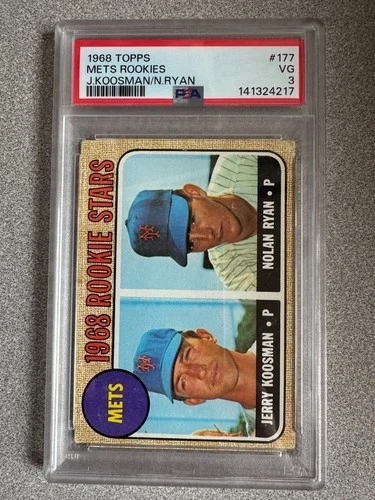 1968 TOPPS #177
METS ROOKIES VG
J.KOOSMAN/N.RYAN 3
PSA 141324217
1968 ROOKIE STARS
METS
JERRY KOOSMAN • P
NOLAN RYAN • P